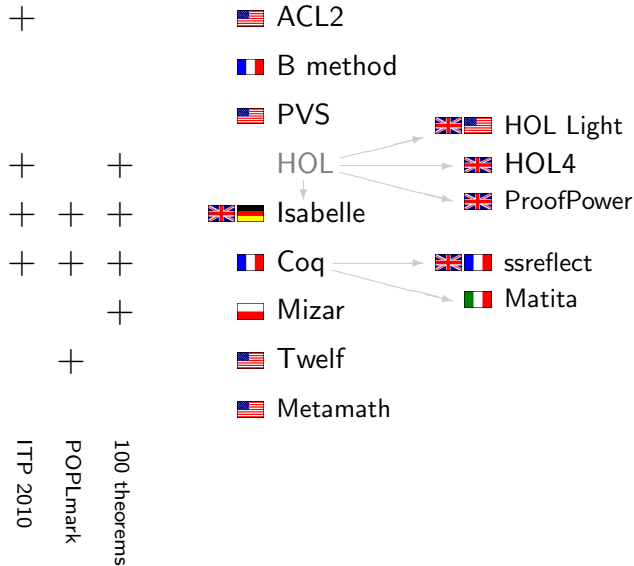 + ACL2
B method
PVS
HOL Light
+ + HOL HOL4
ProofPower
+ + + Isabelle
+ + + Coq ssreflect
Matita
+ Mizar
+ Twelf
Metamath
ITP 2010
POPLmark
100 theorems